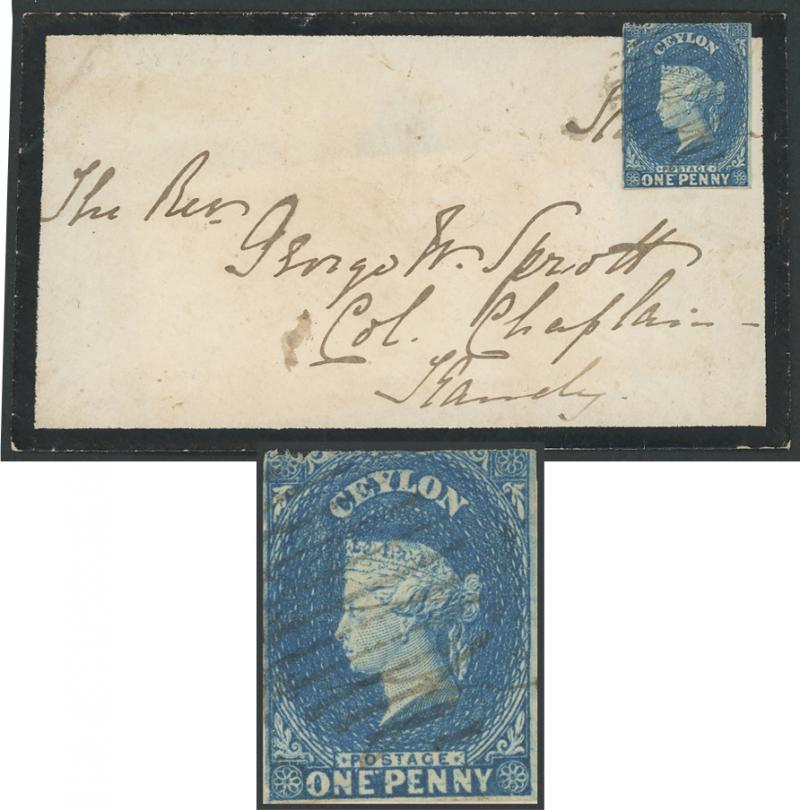 CEYLON
POSTAGE
ONE PENNY
The Rev.
George W. Sprott
Col. Chaplain
Kandy.
CEYLON
POSTAGE
ONE PENNY